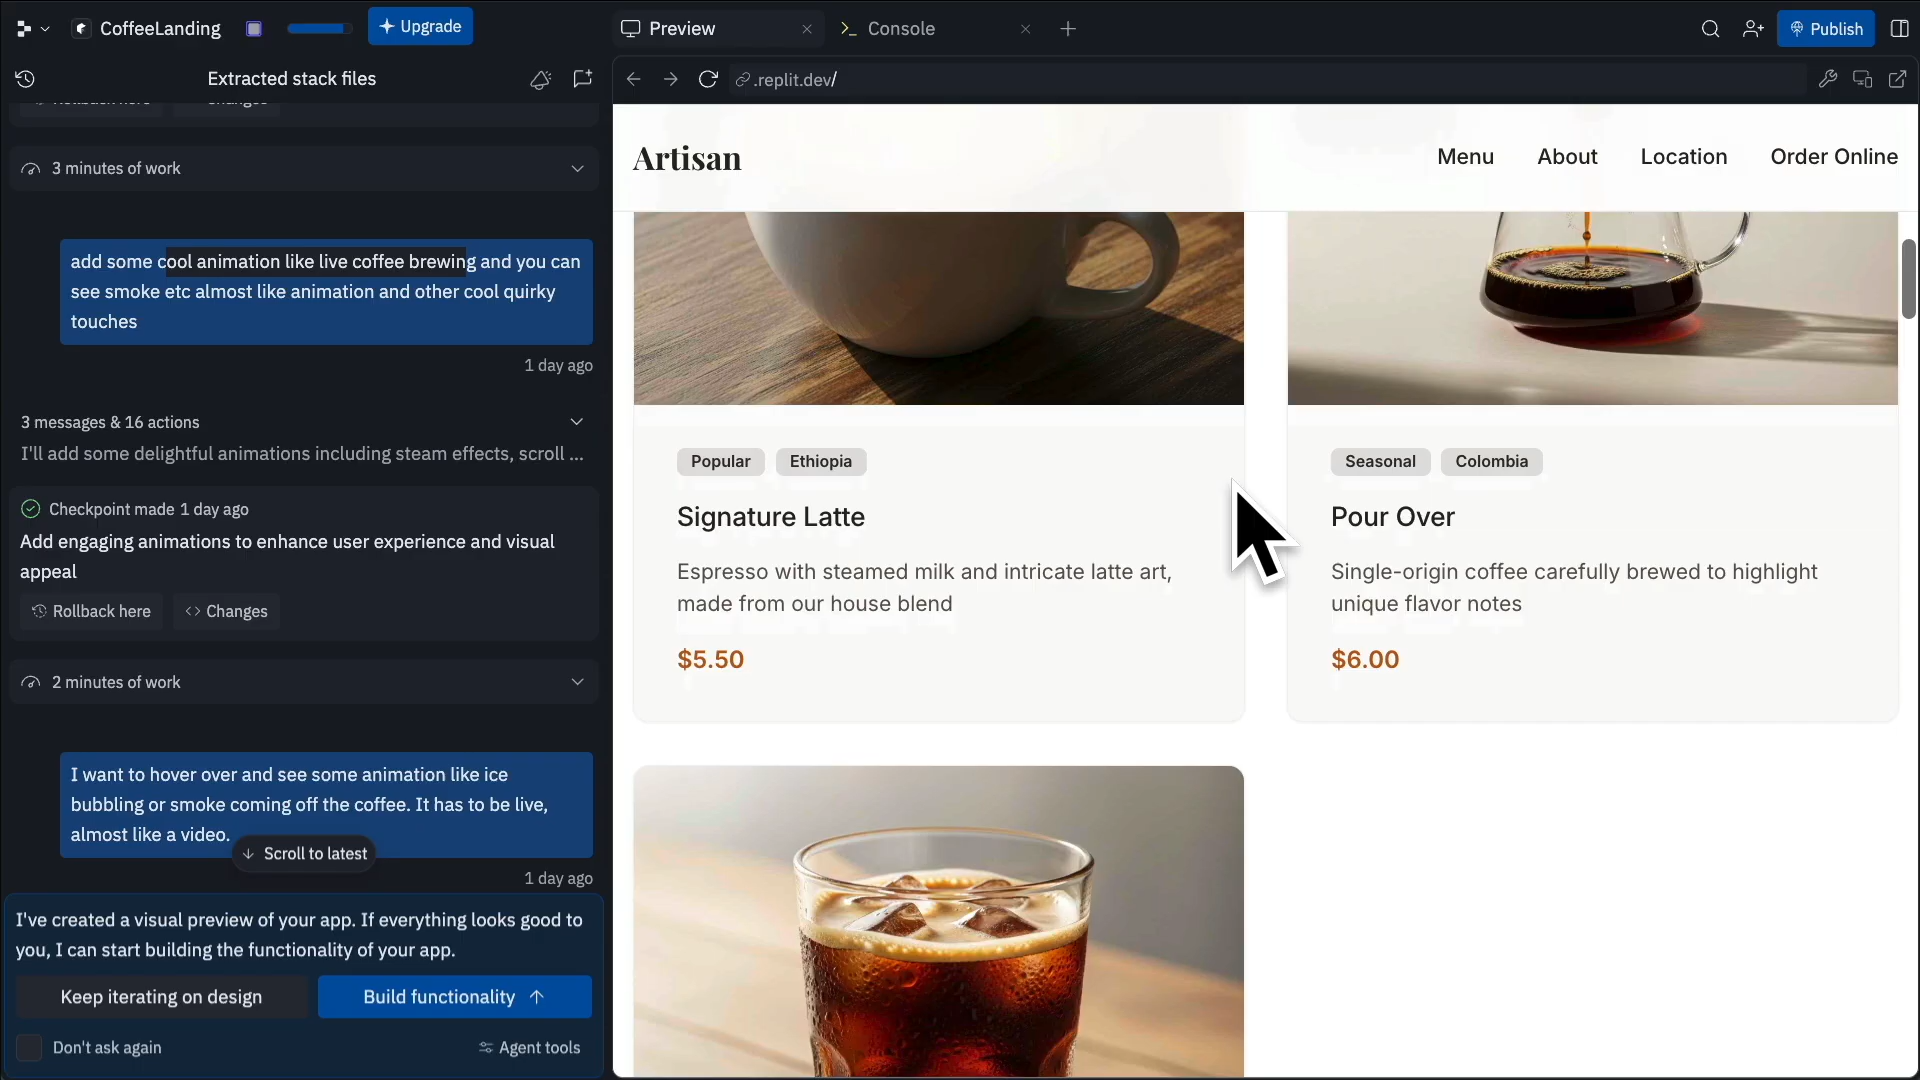 CoffeeLanding
Upgrade
Preview
Console
Publish
Extracted stack files
.replit.dev/
Rollback here
Changes
3 minutes of work
add some cool animation like live coffee brewing and you can
see smoke etc almost like animation and other cool quirky
touches
1 day ago
3 messages & 16 actions
I'll add some delightful animations including steam effects, scroll ...
Checkpoint made 1 day ago
Add engaging animations to enhance user experience and visual
appeal
Rollback here
Changes
2 minutes of work
I want to hover over and see some animation like ice
bubbling or smoke coming off the coffee. It has to be live,
almost like a video.
Scroll to latest
1 day ago
I've created a visual preview of your app. If everything looks good to
you, I can start building the functionality of your app.
Keep iterating on design
Build functionality
Don't ask again
Agent tools
Artisan
Menu
About
Location
Order Online
Popular
Ethiopia
Signature Latte
Espresso with steamed milk and intricate latte art,
made from our house blend
$5.50
Seasonal
Colombia
Pour Over
Single-origin coffee carefully brewed to highlight
unique flavor notes
$6.00